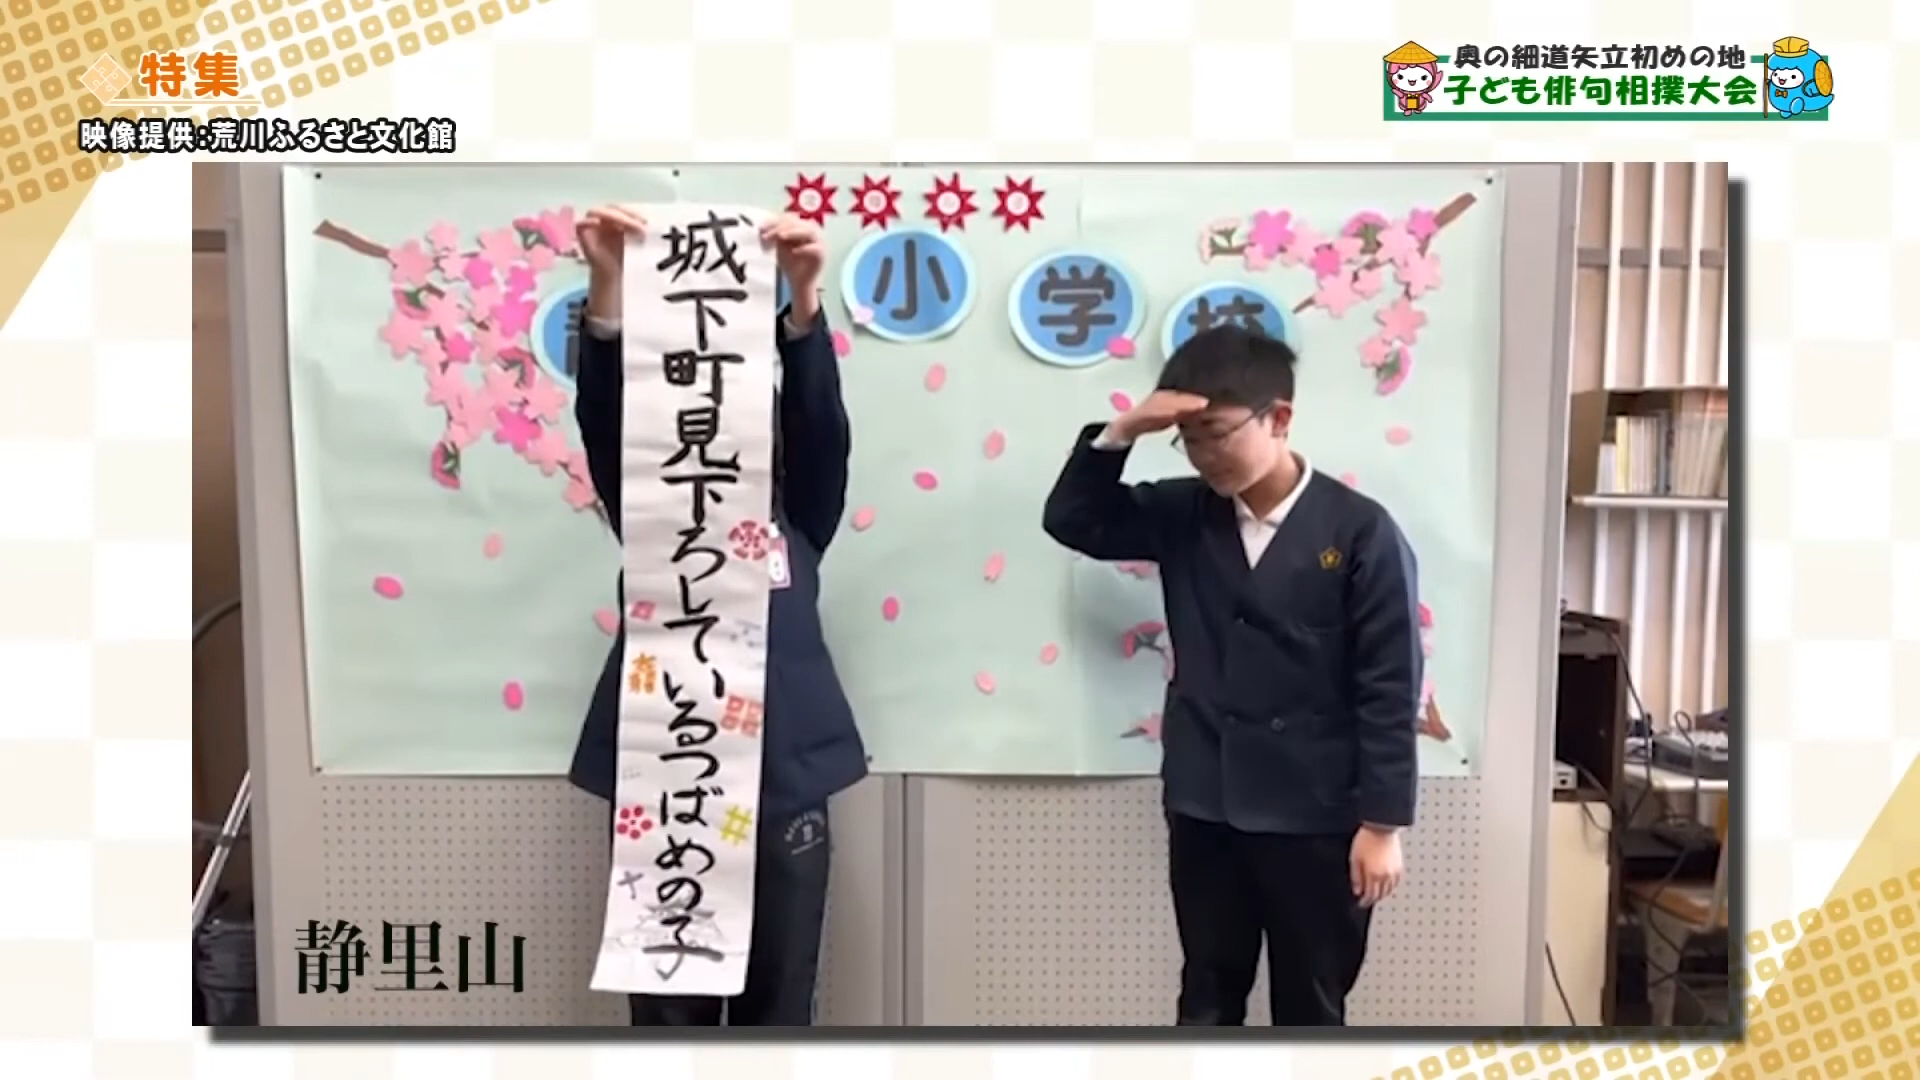 特集
映像提供:荒川ふるさと文化館
奥の細道矢立初めの地
子ども俳句相撲大会
小学校
城下町見下ろしているつばめの子
静里山